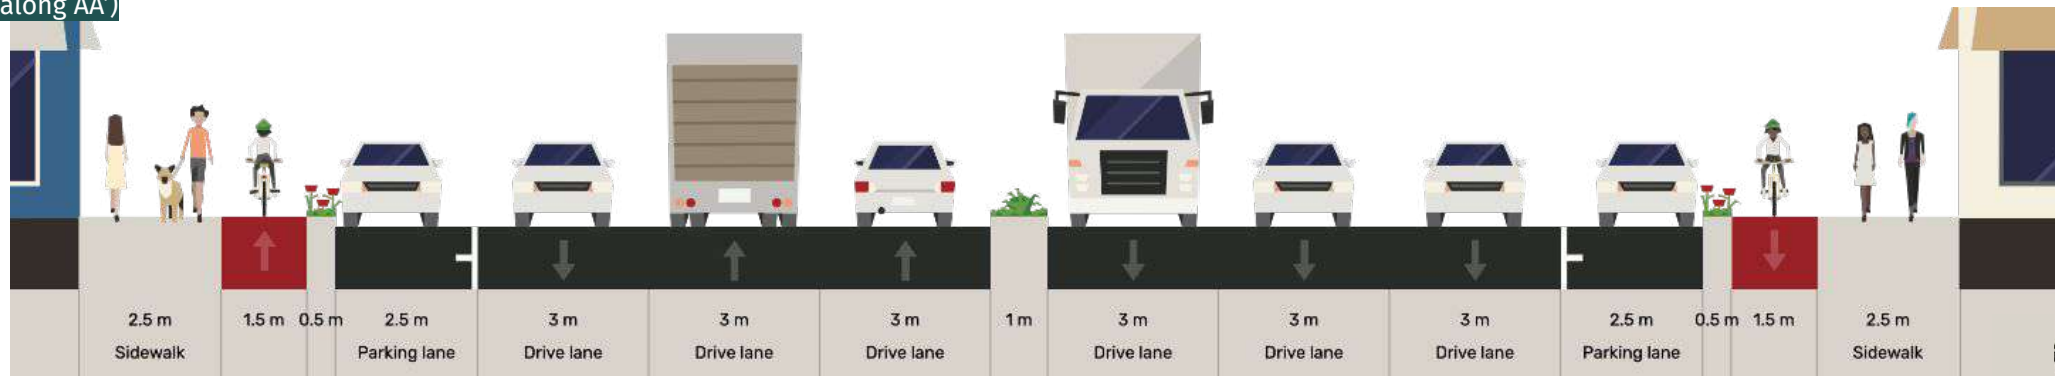 along AA')
2.5 m 1.5 m 0.5 m 2.5 m 3 m 3 m 3 m 1 m 3 m 3 m 3 m 2.5 m 0.5 m 1.5 m 2.5 m
Sidewalk Parking lane Drive lane Drive lane Drive lane Drive lane Drive lane Drive lane Parking lane Sidewalk